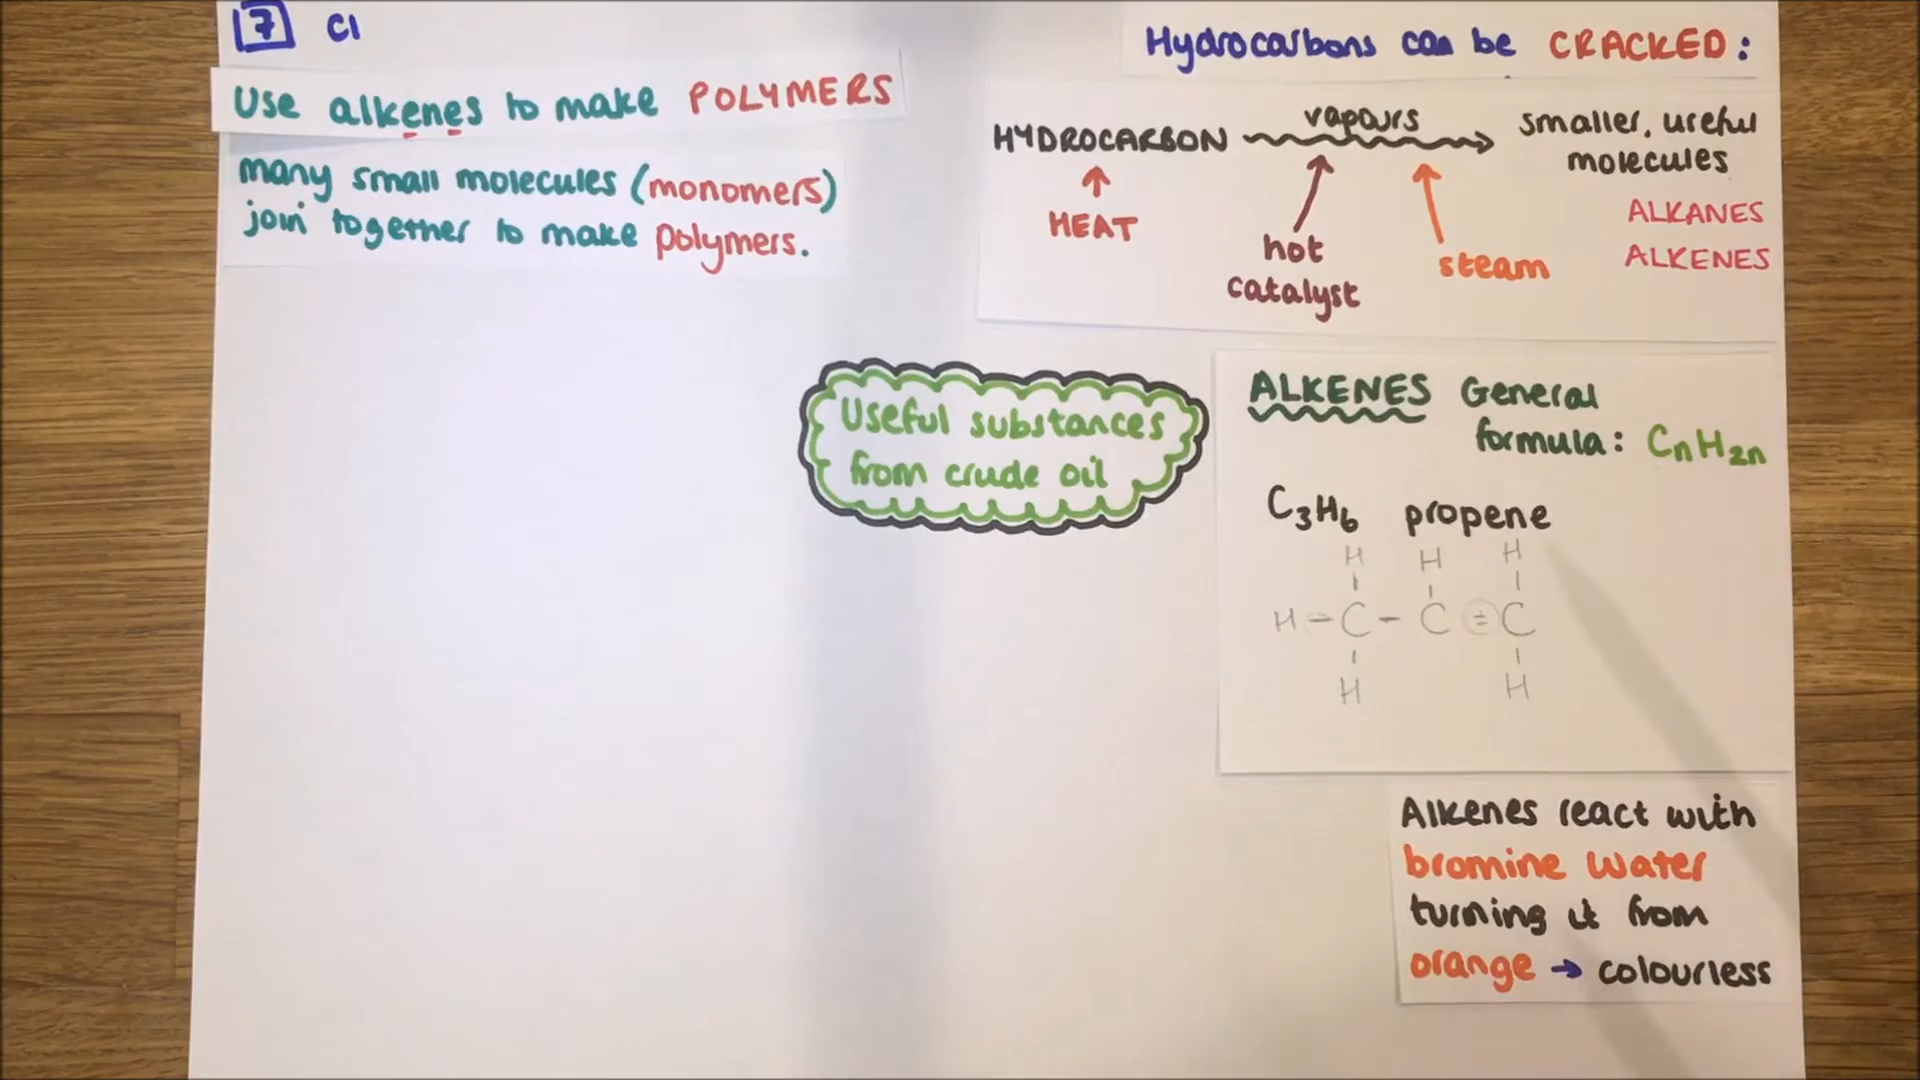 7 C1
Use alkenes to make POLYMERS
many small molecules (monomers)
join together to make polymers.
Hydrocarbons can be CRACKED:
HYDROCARBON vapours smaller, useful
molecules
HEAT
hot
catalyst
steam
ALKANES
ALKENES
Useful substances
from crude oil
ALKENES General
formula: CnH2n
C3H6 propene
H H H
H - C - C = C
H H
Alkenes react with
bromine water
turning it from
orange → colourless